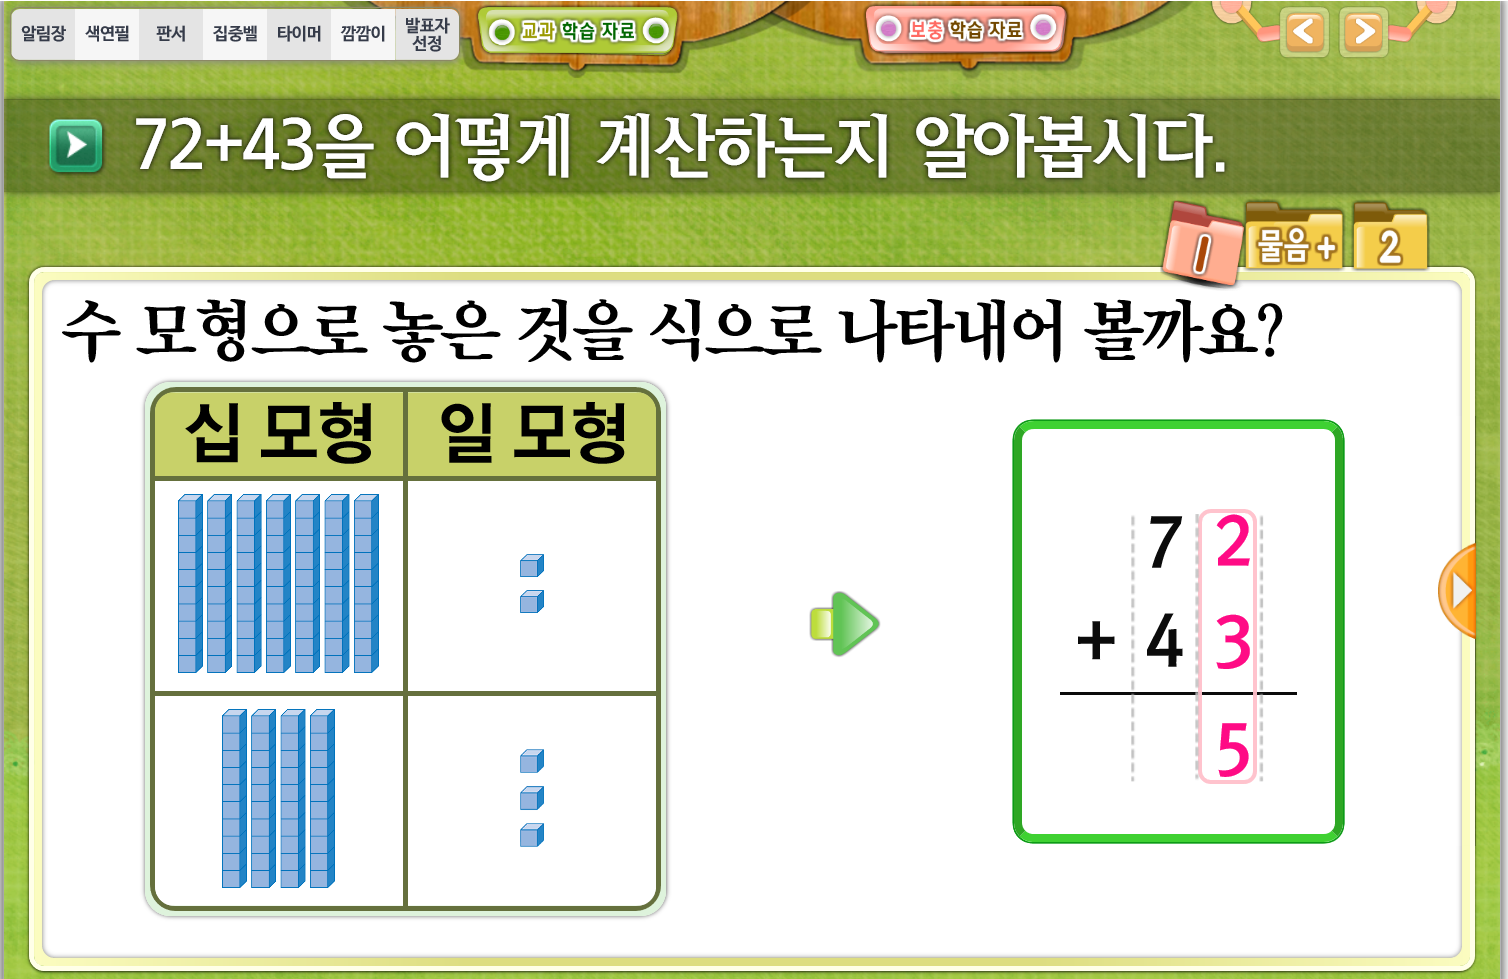 알림장 색연필 판서 집중벨 타이머 깜깜이 발표자 선정
교과 학습 자료
보충 학습 자료
72+43을 어떻게 계산하는지 알아봅시다.
1 물음+ 2
수 모형으로 놓은 것을 식으로 나타내어 볼까요?
십 모형 일 모형
7 2
+ 4 3
5